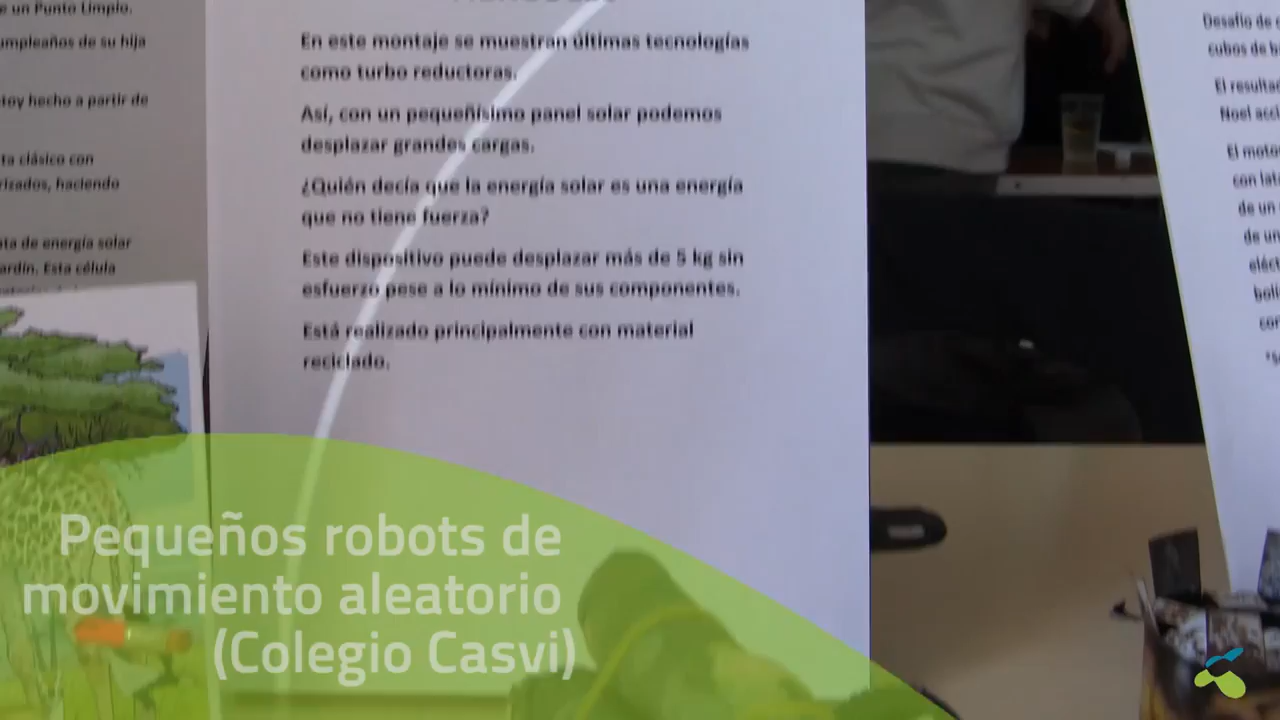 e un Punto Limpio.
umpleaños de su hija
toy hecho a partir de
ta clásico con
rizados, haciendo
ta de energía solar
ardín. Esta célula
En este montaje se muestran últimas tecnologías
como turbo reductoras.
Así, con un pequeñísimo panel solar podemos
desplazar grandes cargas.
¿Quién decía que la energía solar es una energía
que no tiene fuerza?
Este dispositivo puede desplazar más de 5 kg sin
esfuerzo pese a lo mínimo de sus componentes.
Está realizado principalmente con material
reciclado.
Desafío de
cubos de b
El resulta
Noel acci
El moto
con lat
de un
de un
eléct
boli
con
Pequeños robots de
movimiento aleatorio
(Colegio Casvi)